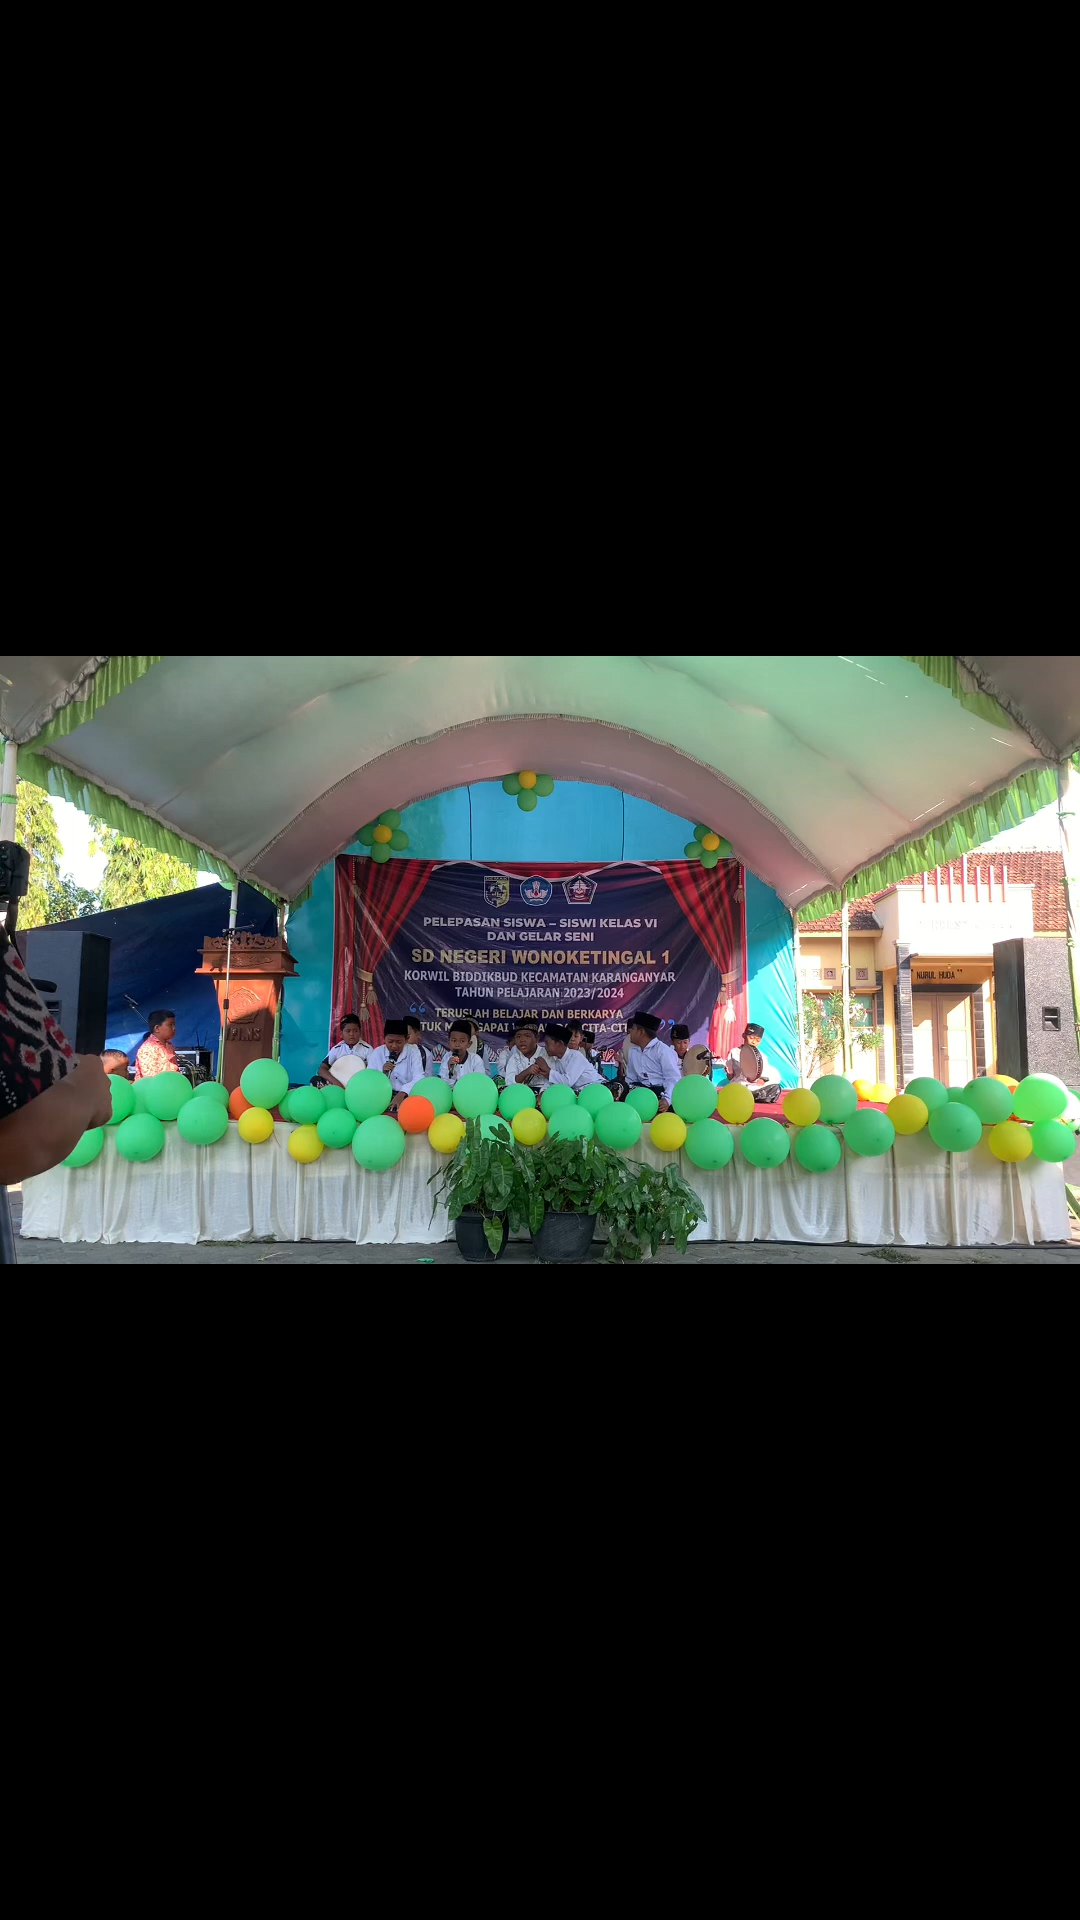 PELEPASAN SISWA – SISWI KELAS VI
DAN GELAR SENI
SD NEGERI WONOKETINGAL 1
KORWIL BIDDIKBUD KECAMATAN KARANGANYAR
TAHUN PELAJARAN 2023/2024
“ TERUSLAH BELAJAR DAN BERKARYA
"NURUL HUDA"